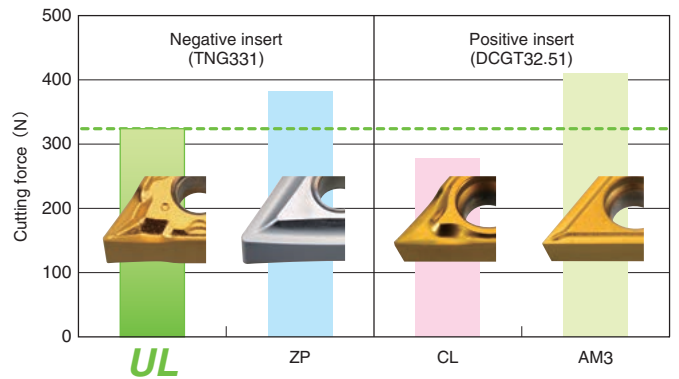 500
400
300
200
100
0
Cutting force (N)
Negative insert
(TNG331)
Positive insert
(DCGT32.51)
UL
ZP
CL
AM3